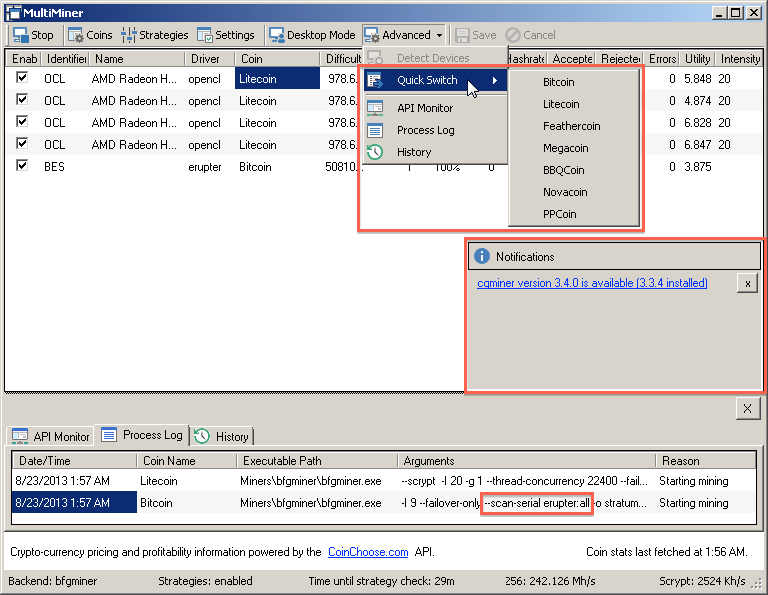 MultiMiner
Stop Coins Strategies Settings Desktop Mode Advanced Save Cancel
Enab Identifier Name Driver Coin Difficult Hashrate Accepte Rejected Errors Utility Intensity
Detect Devices
OCL AMD Radeon H... opencl Litecoin 978.6. 0 5.848 20
Quick Switch
Bitcoin
OCL AMD Radeon H... opencl Litecoin 978.6. 0 4.874 20
API Monitor
Litecoin
OCL AMD Radeon H... opencl Litecoin 978.6. 0 6.828 20
Process Log
Feathercoin
OCL AMD Radeon H... opencl Litecoin 978.6. 0 6.847 20
History
Megacoin
BES erupter Bitcoin 50810. 1 100% 0 0 3.875
BBQCoin
Novacoin
PPCoin
Notifications
cgminer version 3.4.0 is available (3.3.4 installed) x
X
API Monitor Process Log History
Date/Time Coin Name Executable Path Arguments Reason
8/23/2013 1:57 AM Litecoin Miners\bfgminer\bfgminer.exe --scrypt -I 20 -g 1 --thread-concurrency 22400 --fail... Starting mining
8/23/2013 1:57 AM Bitcoin Miners\bfgminer\bfgminer.exe -I 9 --failover-only --scan-serial erupter:all -o stratum... Starting mining
Crypto-currency pricing and profitability information powered by the CoinChoose.com API. Coin stats last fetched at 1:56 AM.
Backend: bfgminer Strategies: enabled Time until strategy check: 29m 256: 242.126 Mh/s Scrypt: 2524 Kh/s